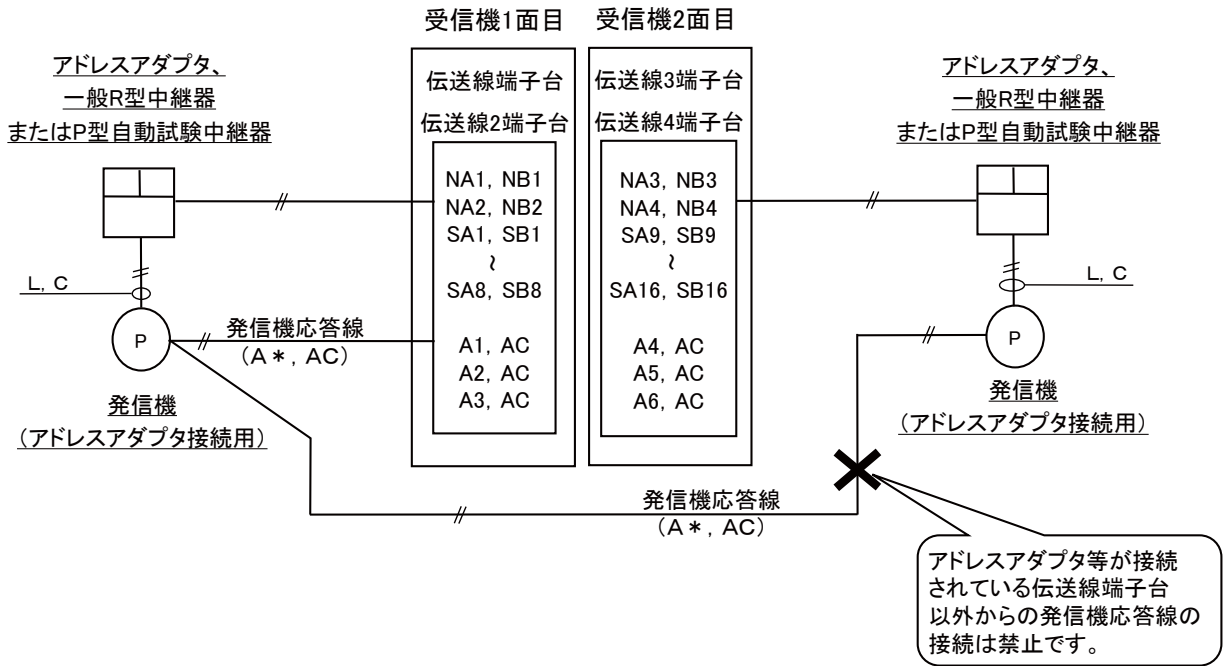 受信機1面目
受信機2面目
アドレスアダプタ、
一般R型中継器
またはP型自動試験中継器
伝送線端子台
伝送線2端子台
NA1, NB1
NA2, NB2
SA1, SB1
~
SA8, SB8
A1, AC
A2, AC
A3, AC
伝送線3端子台
伝送線4端子台
NA3, NB3
NA4, NB4
SA9, SB9
~
SA16, SB16
A4, AC
A5, AC
A6, AC
アドレスアダプタ、
一般R型中継器
またはP型自動試験中継器
L, C
P
発信機応答線
(A*, AC)
発信機
(アドレスアダプタ接続用)
L, C
P
発信機
(アドレスアダプタ接続用)
発信機応答線
(A*, AC)
アドレスアダプタ等が接続
されている伝送線端子台
以外からの発信機応答線の
接続は禁止です。